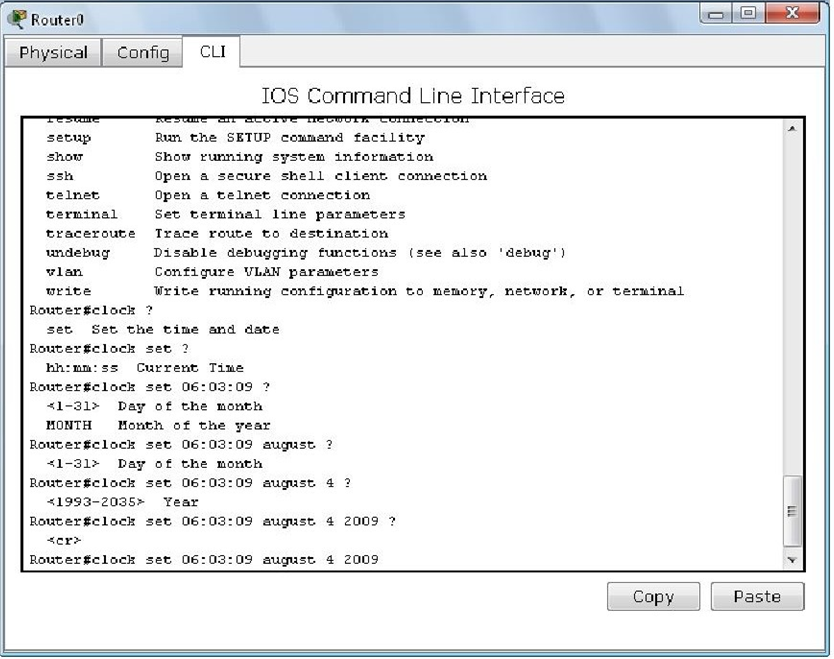 Router0
Physical Config CLI
IOS Command Line Interface
resume Resume an active network connection
setup Run the SETUP command facility
show Show running system information
ssh Open a secure shell client connection
telnet Open a telnet connection
terminal Set terminal line parameters
traceroute Trace route to destination
undebug Disable debugging functions (see also 'debug')
vlan Configure VLAN parameters
write Write running configuration to memory, network, or terminal
Router#clock ?
set Set the time and date
Router#clock set ?
hh:mm:ss Current Time
Router#clock set 06:03:09 ?
<1-31> Day of the month
MONTH Month of the year
Router#clock set 06:03:09 august ?
<1-31> Day of the month
Router#clock set 06:03:09 august 4 ?
<1993-2035> Year
Router#clock set 06:03:09 august 4 2009 ?
<cr>
Router#clock set 06:03:09 august 4 2009
Copy Paste